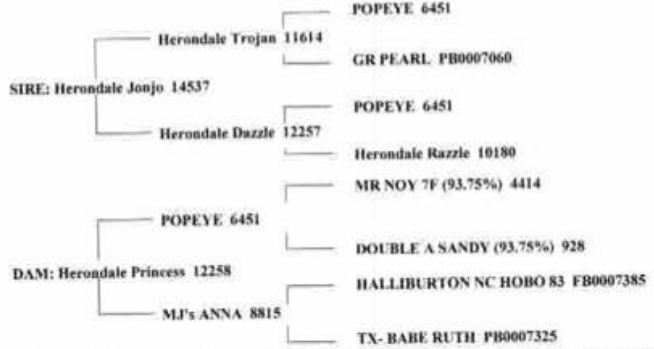 POPEYE 6451
Herondale Trojan 11614
GR PEARL PB0007060
SIRE: Herondale Jonjo 14537
POPEYE 6451
Herondale Dazzle 12257
Herondale Razzle 10180
MR NOY 7F (93.75%) 4414
POPEYE 6451
DOUBLE A SANDY (93.75%) 928
DAM: Herondale Princess 12258
HALLIBURTON NC HOBO 83 FB0007385
MJ's ANNA 8815
TX- BABE RUTH PB0007325